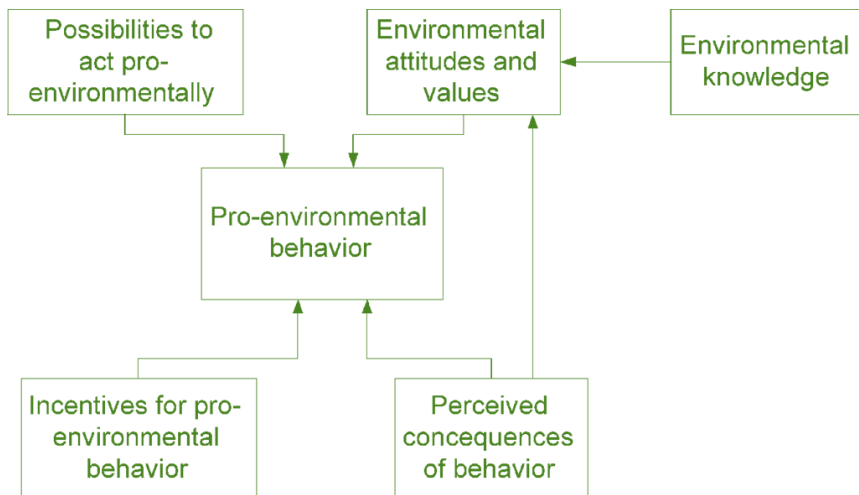 Possibilities to
act pro-
environmentally
Environmental
attitudes and
values
Environmental
knowledge
Pro-environmental
behavior
Incentives for pro-
environmental
behavior
Perceived
concequences
of behavior